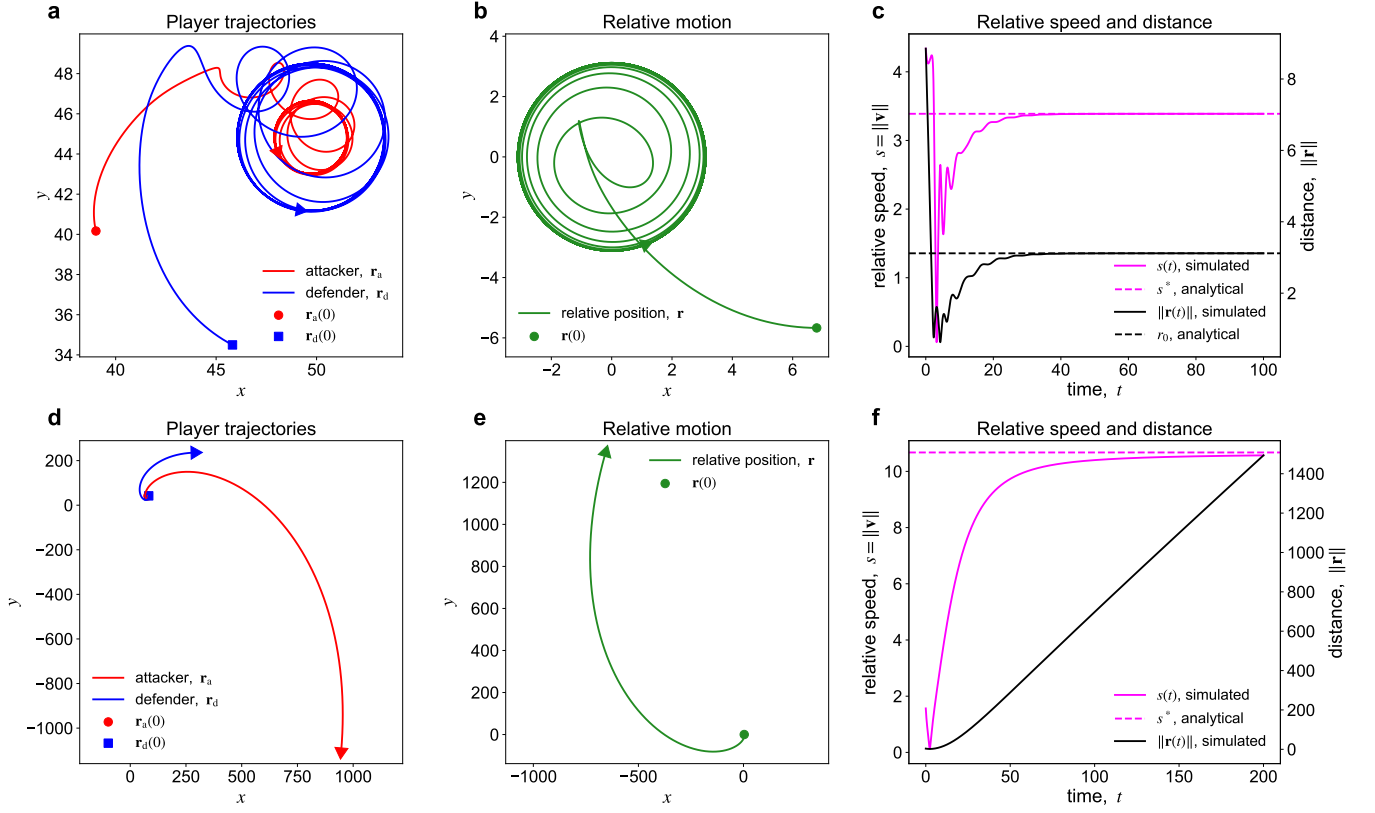 a
Player trajectories
48
46
44
42
40
38
36
34
y
40
45
50
x
attacker, rₐ
defender, r_d
rₐ(0)
r_d(0)
b
Relative motion
4
2
0
−2
−4
−6
y
−2
0
2
4
6
x
relative position, r
r(0)
c
Relative speed and distance
4
3
2
1
0
relative speed, s = ||v||
8
6
4
2
distance, ||r||
0
20
40
60
80
100
time, t
s(t), simulated
s*, analytical
||r(t)||, simulated
r₀, analytical
d
Player trajectories
200
0
−200
−400
−600
−800
−1000
y
0
250
500
750
1000
x
attacker, rₐ
defender, r_d
rₐ(0)
r_d(0)
e
Relative motion
1200
1000
800
600
400
200
0
y
−1000
−500
0
x
relative position, r
r(0)
f
Relative speed and distance
10
8
6
4
2
0
relative speed, s = ||v||
1400
1200
1000
800
600
400
200
0
distance, ||r||
0
50
100
150
200
time, t
s(t), simulated
s*, analytical
||r(t)||, simulated